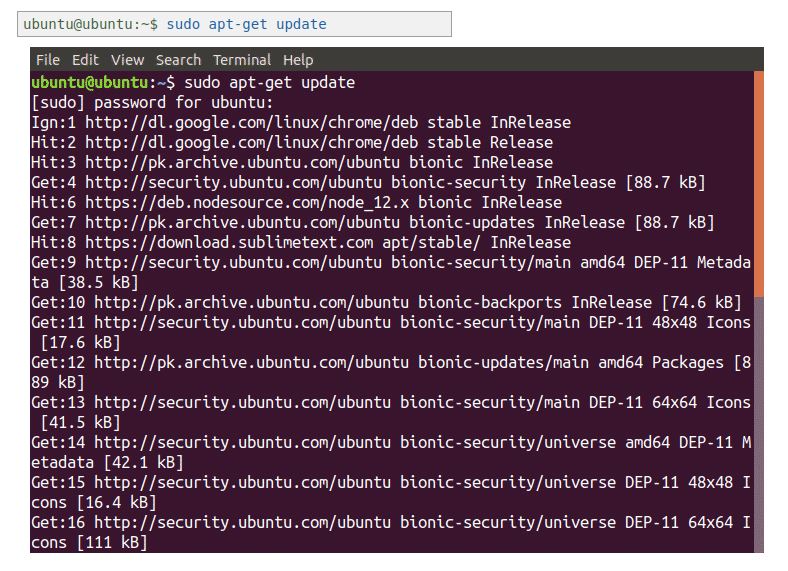 ubuntu@ubuntu:~$ sudo apt-get update
File Edit View Search Terminal Help
ubuntu@ubuntu:~$ sudo apt-get update
[sudo] password for ubuntu:
Ign:1 http://dl.google.com/linux/chrome/deb stable InRelease
Hit:2 http://dl.google.com/linux/chrome/deb stable Release
Hit:3 http://pk.archive.ubuntu.com/ubuntu bionic InRelease
Get:4 http://security.ubuntu.com/ubuntu bionic-security InRelease [88.7 kB]
Hit:6 https://deb.nodesource.com/node_12.x bionic InRelease
Get:7 http://pk.archive.ubuntu.com/ubuntu bionic-updates InRelease [88.7 kB]
Hit:8 https://download.sublimetext.com apt/stable/ InRelease
Get:9 http://security.ubuntu.com/ubuntu bionic-security/main amd64 DEP-11 Metada
ta [38.5 kB]
Get:10 http://pk.archive.ubuntu.com/ubuntu bionic-backports InRelease [74.6 kB]
Get:11 http://security.ubuntu.com/ubuntu bionic-security/main DEP-11 48x48 Icons
[17.6 kB]
Get:12 http://pk.archive.ubuntu.com/ubuntu bionic-updates/main amd64 Packages [8
89 kB]
Get:13 http://security.ubuntu.com/ubuntu bionic-security/main DEP-11 64x64 Icons
[41.5 kB]
Get:14 http://security.ubuntu.com/ubuntu bionic-security/universe amd64 DEP-11 M
etadata [42.1 kB]
Get:15 http://security.ubuntu.com/ubuntu bionic-security/universe DEP-11 48x48 I
cons [16.4 kB]
Get:16 http://security.ubuntu.com/ubuntu bionic-security/universe DEP-11 64x64 I
cons [111 kB]